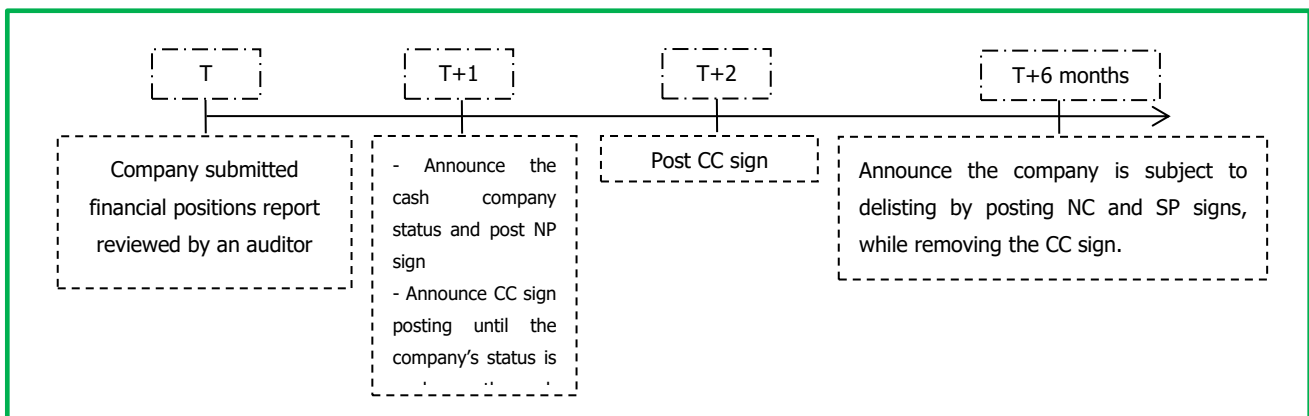 T
T+1
T+2
T+6 months
Company submitted
financial positions report
reviewed by an auditor
- Announce the
cash company
status and post NP
sign
- Announce CC sign
posting until the
company's status is
Post CC sign
Announce the company is subject to
delisting by posting NC and SP signs,
while removing the CC sign.